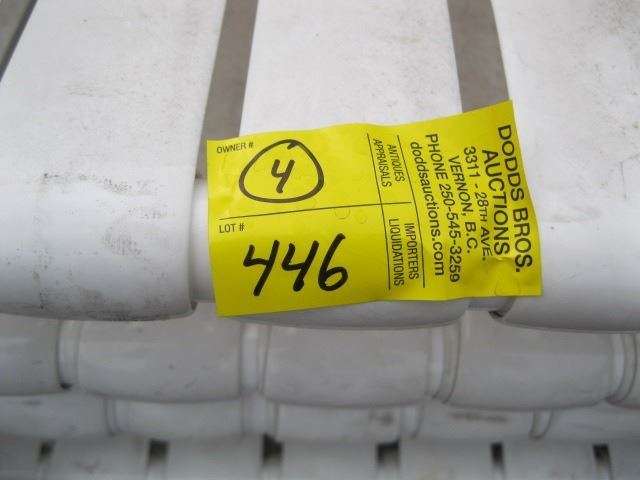 OWNER #
4
LOT #
446
ANTIQUES
APPRAISALS
IMPORTERS
LIQUIDATIONS
DODDS BROS.
AUCTIONS
3311 - 28TH AVE.
VERNON, B.C.
PHONE 250-545-3259
doddsauctions.com